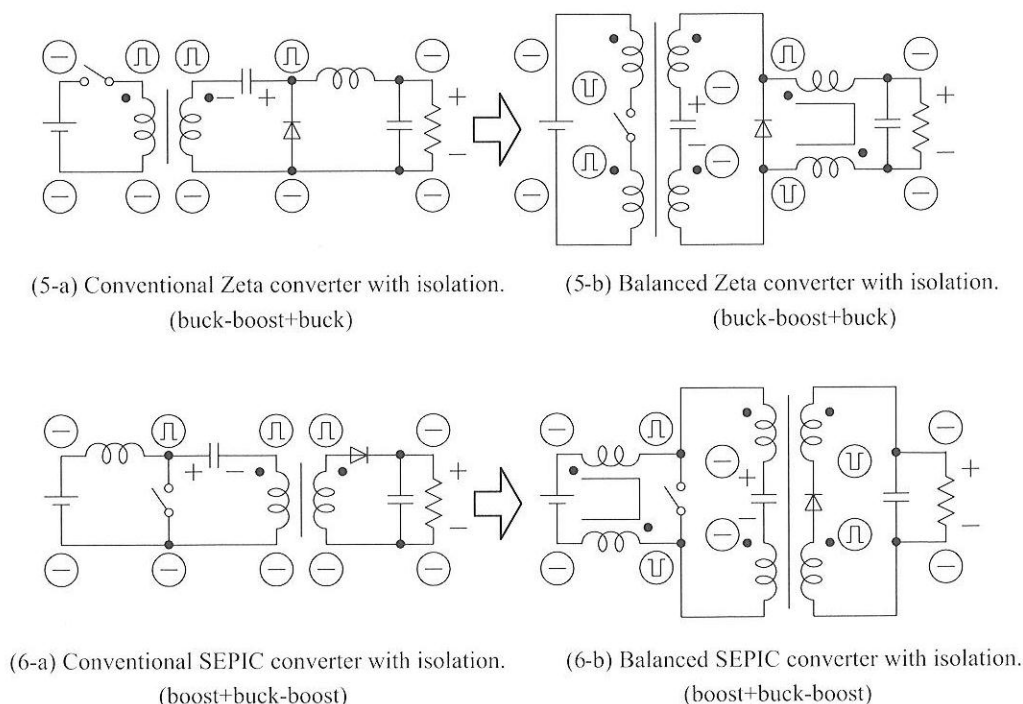 (5-a) Conventional Zeta converter with isolation.
(buck-boost+buck)
(5-b) Balanced Zeta converter with isolation.
(buck-boost+buck)
(6-a) Conventional SEPIC converter with isolation.
(boost+buck-boost)
(6-b) Balanced SEPIC converter with isolation.
(boost+buck-boost)